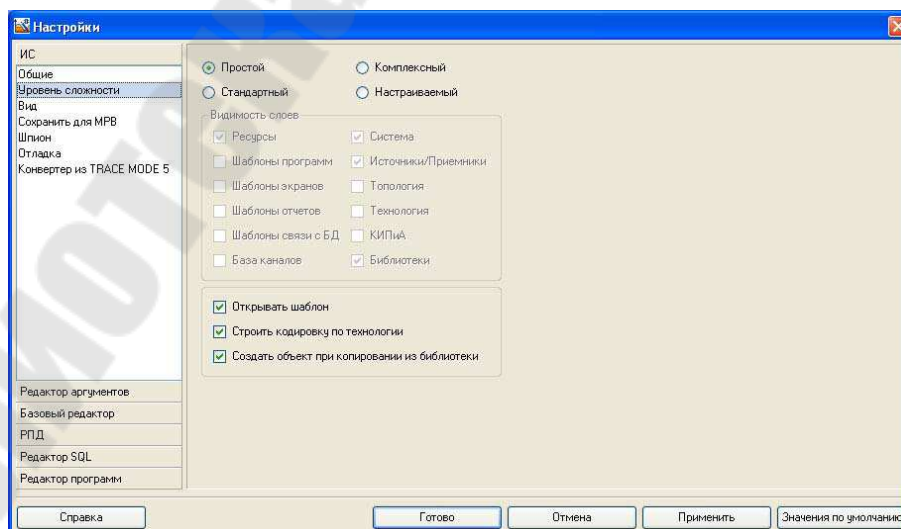 Настройки
ИС
Общие
Уровень сложности
Вид
Сохранить для МРВ
Шпион
Отладка
Конвертер из TRACE MODE 5
Редактор аргументов
Базовый редактор
РПД
Редактор SQL
Редактор программ
Простой
Комплексный
Стандартный
Настраиваемый
Видимость слоев
Ресурсы
Система
Шаблоны программ
Источники/Приемники
Шаблоны экранов
Топология
Шаблоны отчетов
Технология
Шаблоны связи с БД
КИПиА
База каналов
Библиотеки
Открывать шаблон
Строить кодировку по технологии
Создать объект при копировании из библиотеки
Справка
Готово
Отмена
Применить
Значения по умолчанию